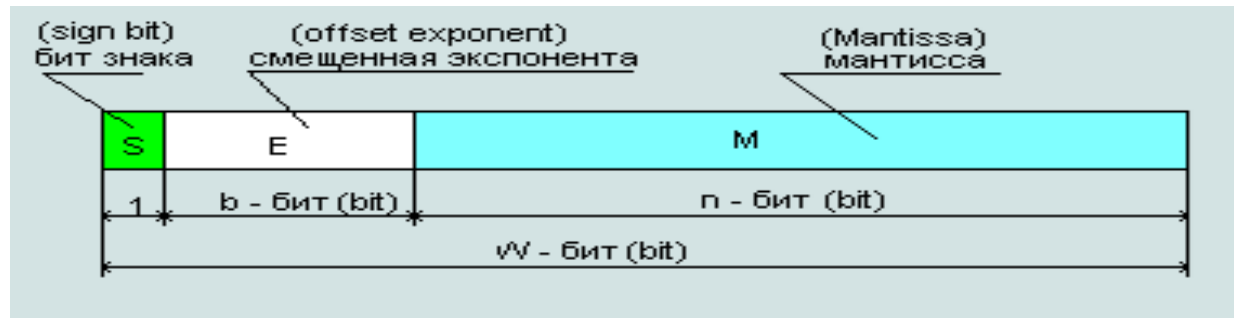 (sign bit)
бит знака
(offset exponent)
смещенная экспонента
(Mantissa)
мантисса
S
E
M
1
b - бит (bit)
n - бит (bit)
W - бит (bit)